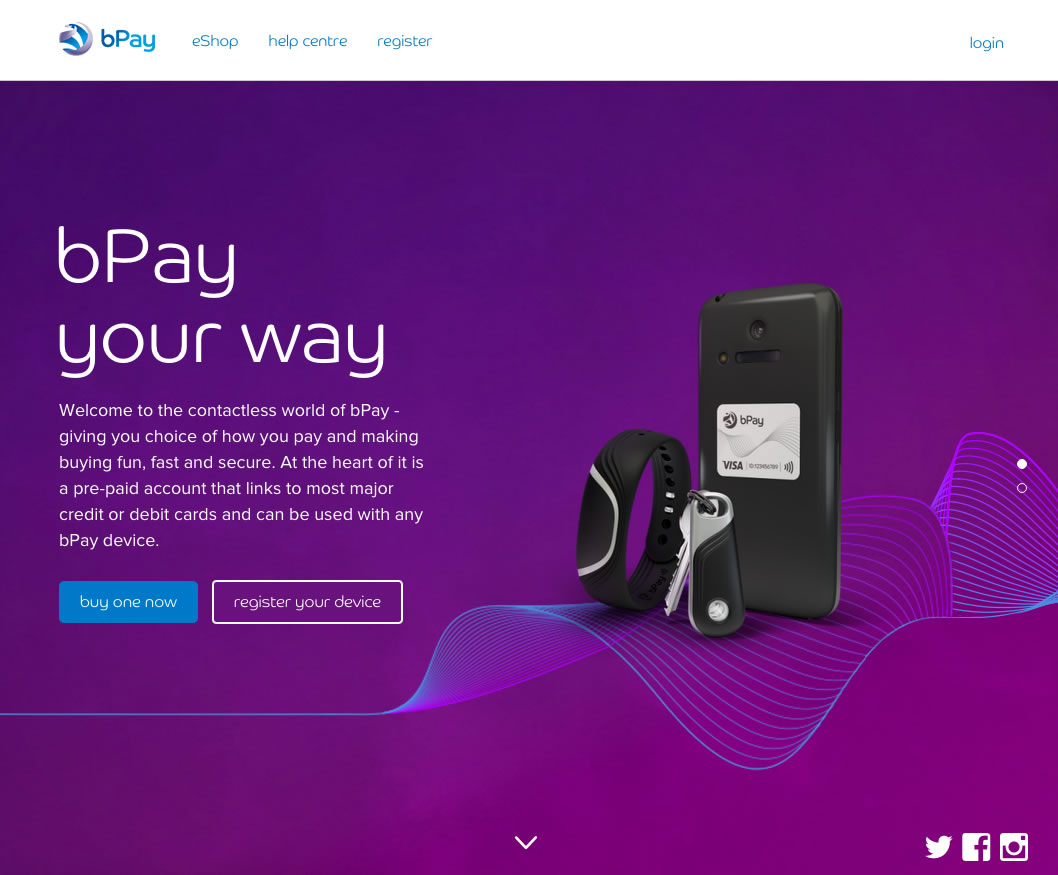 bPay
eShop
help centre
register
login
bPay
your way
Welcome to the contactless world of bPay -
giving you choice of how you pay and making
buying fun, fast and secure. At the heart of it is
a pre-paid account that links to most major
credit or debit cards and can be used with any
bPay device.
buy one now
register your device
bPay
VISA
ID:123456789
bPay